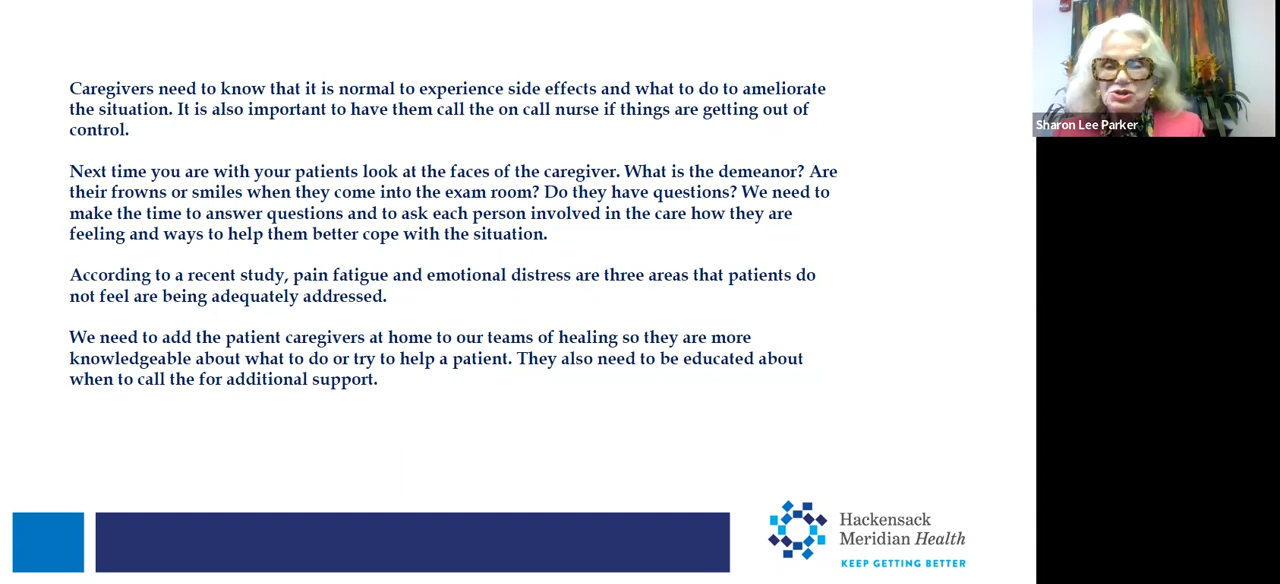 Caregivers need to know that it is normal to experience side effects and what to do to ameliorate
the situation. It is also important to have them call the on call nurse if things are getting out of
control.
Next time you are with your patients look at the faces of the caregiver. What is the demeanor? Are
their frowns or smiles when they come into the exam room? Do they have questions? We need to
make the time to answer questions and to ask each person involved in the care how they are
feeling and ways to help them better cope with the situation.
According to a recent study, pain fatigue and emotional distress are three areas that patients do
not feel are being adequately addressed.
We need to add the patient caregivers at home to our teams of healing so they are more
knowledgeable about what to do or try to help a patient. They also need to be educated about
when to call the for additional support.
Sharon Lee Parker
Hackensack
Meridian Health
KEEP GETTING BETTER